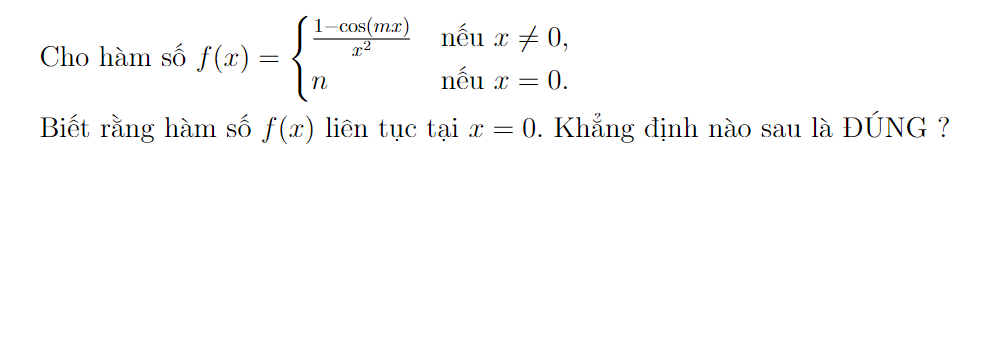 Cho hàm số f(x) = { (1−cos(mx))/x² nếu x ≠ 0,
n nếu x = 0.
Biết rằng hàm số f(x) liên tục tại x = 0. Khẳng định nào sau là ĐÚNG ?